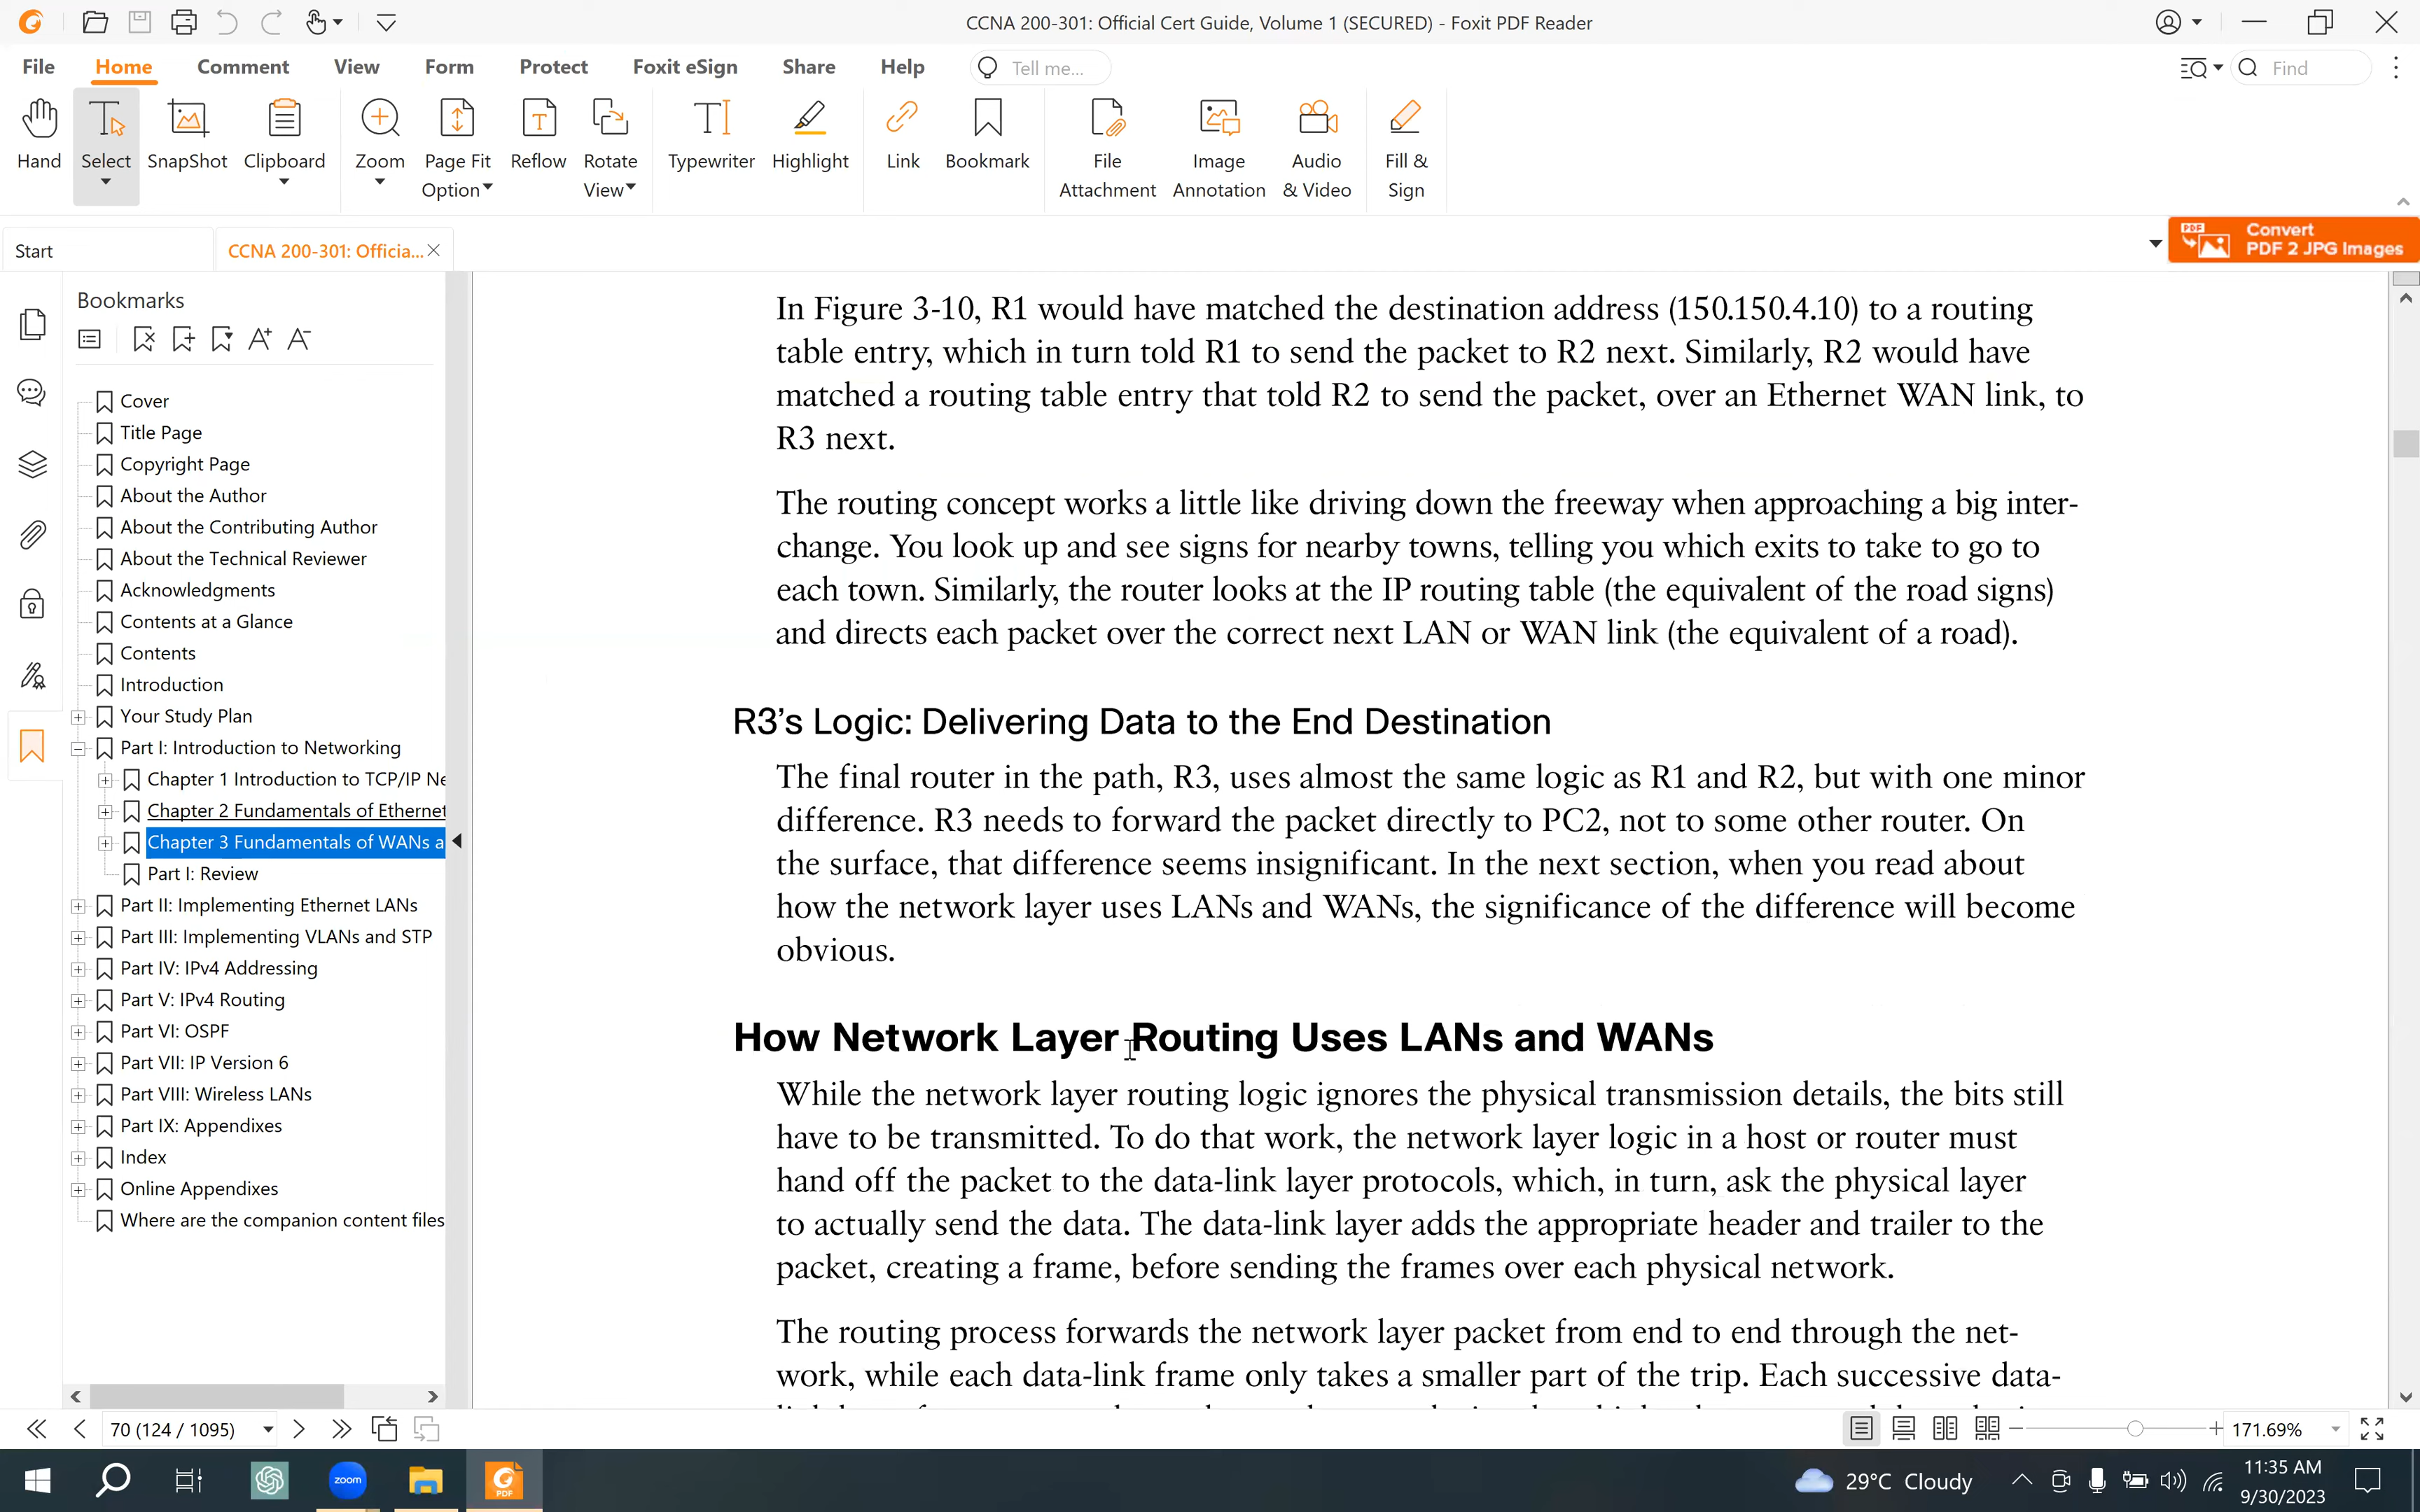 CCNA 200-301: Official Cert Guide, Volume 1 (SECURED) - Foxit PDF Reader
File Home Comment View Form Protect Foxit eSign Share Help Tell me... Find
Hand Select SnapShot Clipboard Zoom Page Fit Option Reflow Rotate View Typewriter Highlight Link Bookmark File Attachment Image Annotation Audio & Video Fill & Sign
Start CCNA 200-301: Officia...
PDF Convert
PDF 2 JPG Images
Bookmarks
Cover
Title Page
Copyright Page
About the Author
About the Contributing Author
About the Technical Reviewer
Acknowledgments
Contents at a Glance
Contents
Introduction
Your Study Plan
Part I: Introduction to Networking
Chapter 1 Introduction to TCP/IP Ne
Chapter 2 Fundamentals of Ethernet
Chapter 3 Fundamentals of WANs a
Part I: Review
Part II: Implementing Ethernet LANs
Part III: Implementing VLANs and STP
Part IV: IPv4 Addressing
Part V: IPv4 Routing
Part VI: OSPF
Part VII: IP Version 6
Part VIII: Wireless LANs
Part IX: Appendixes
Index
Online Appendixes
Where are the companion content files
In Figure 3-10, R1 would have matched the destination address (150.150.4.10) to a routing
table entry, which in turn told R1 to send the packet to R2 next. Similarly, R2 would have
matched a routing table entry that told R2 to send the packet, over an Ethernet WAN link, to
R3 next.
The routing concept works a little like driving down the freeway when approaching a big inter-
change. You look up and see signs for nearby towns, telling you which exits to take to go to
each town. Similarly, the router looks at the IP routing table (the equivalent of the road signs)
and directs each packet over the correct next LAN or WAN link (the equivalent of a road).
R3's Logic: Delivering Data to the End Destination
The final router in the path, R3, uses almost the same logic as R1 and R2, but with one minor
difference. R3 needs to forward the packet directly to PC2, not to some other router. On
the surface, that difference seems insignificant. In the next section, when you read about
how the network layer uses LANs and WANs, the significance of the difference will become
obvious.
How Network Layer Routing Uses LANs and WANs
While the network layer routing logic ignores the physical transmission details, the bits still
have to be transmitted. To do that work, the network layer logic in a host or router must
hand off the packet to the data-link layer protocols, which, in turn, ask the physical layer
to actually send the data. The data-link layer adds the appropriate header and trailer to the
packet, creating a frame, before sending the frames over each physical network.
The routing process forwards the network layer packet from end to end through the net-
work, while each data-link frame only takes a smaller part of the trip. Each successive data-
70 (124 / 1095)
171.69%
zoom
PDF
29°C Cloudy
11:35 AM
9/30/2023